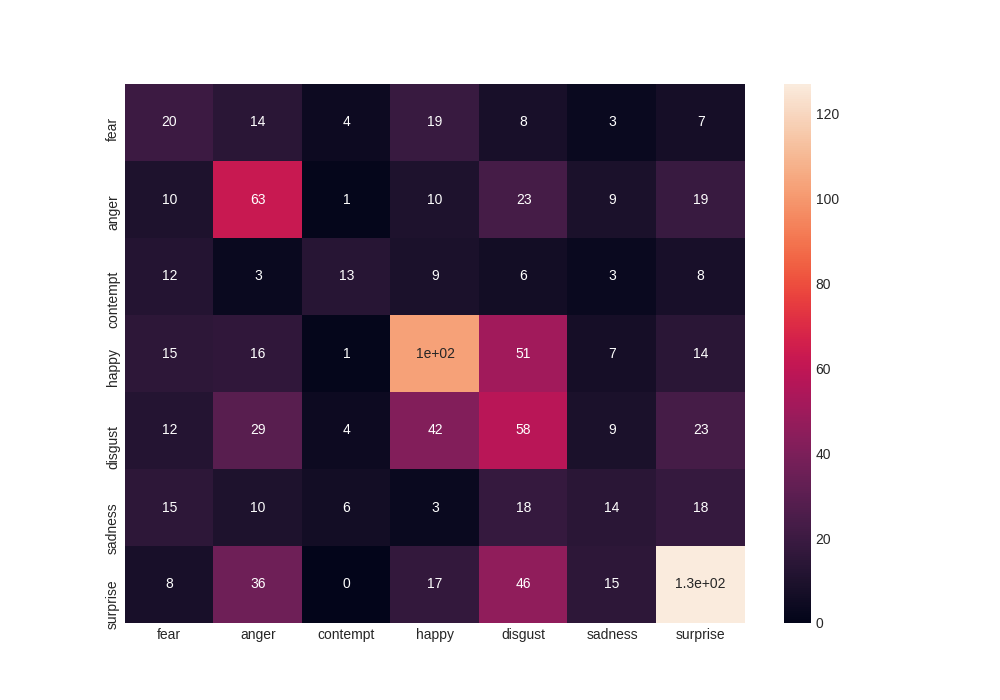 120
fear 20 14 4 19 8 3 7
100
anger 10 63 1 10 23 9 19
80
contempt 12 3 13 9 6 3 8
60
happy 15 16 1 1e+02 51 7 14
40
disgust 12 29 4 42 58 9 23
20
sadness 15 10 6 3 18 14 18
surprise 8 36 0 17 46 15 1.3e+02
0
fear anger contempt happy disgust sadness surprise